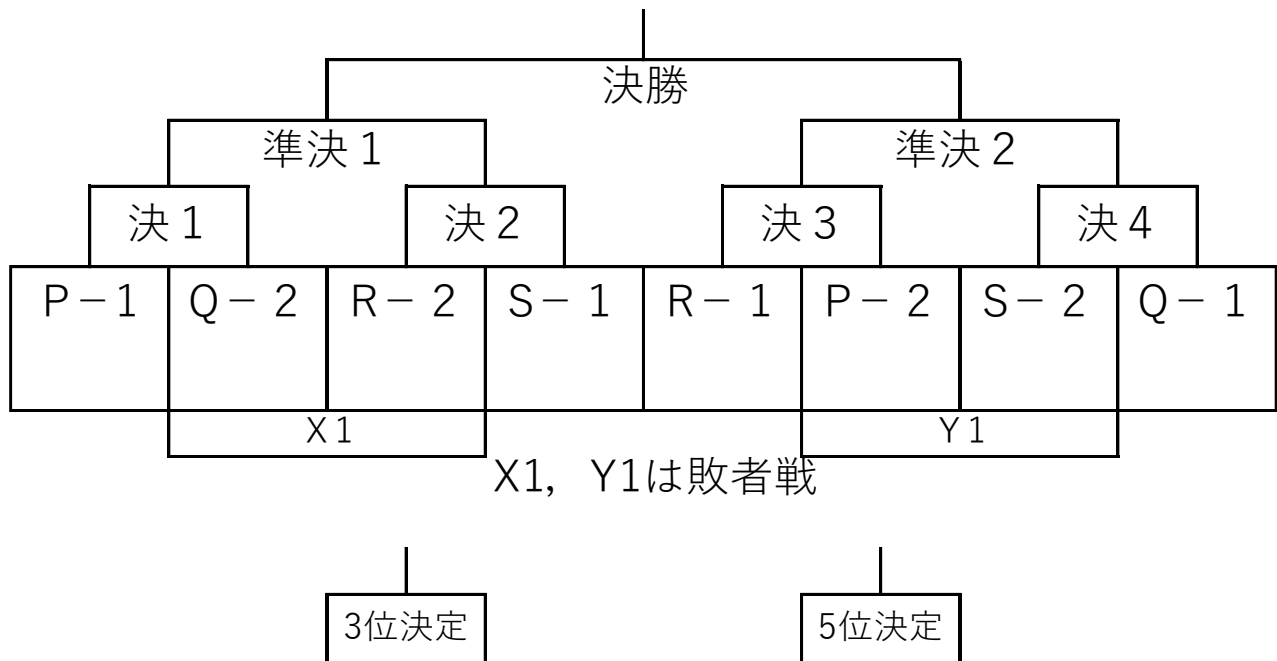 決勝
準決１ 準決２
決１ 決２ 決３ 決４
P－１ Q－２ R－２ S－１ R－１ P－２ S－２ Q－１
X１ Y１
X1, Y1は敗者戦
3位決定 5位決定